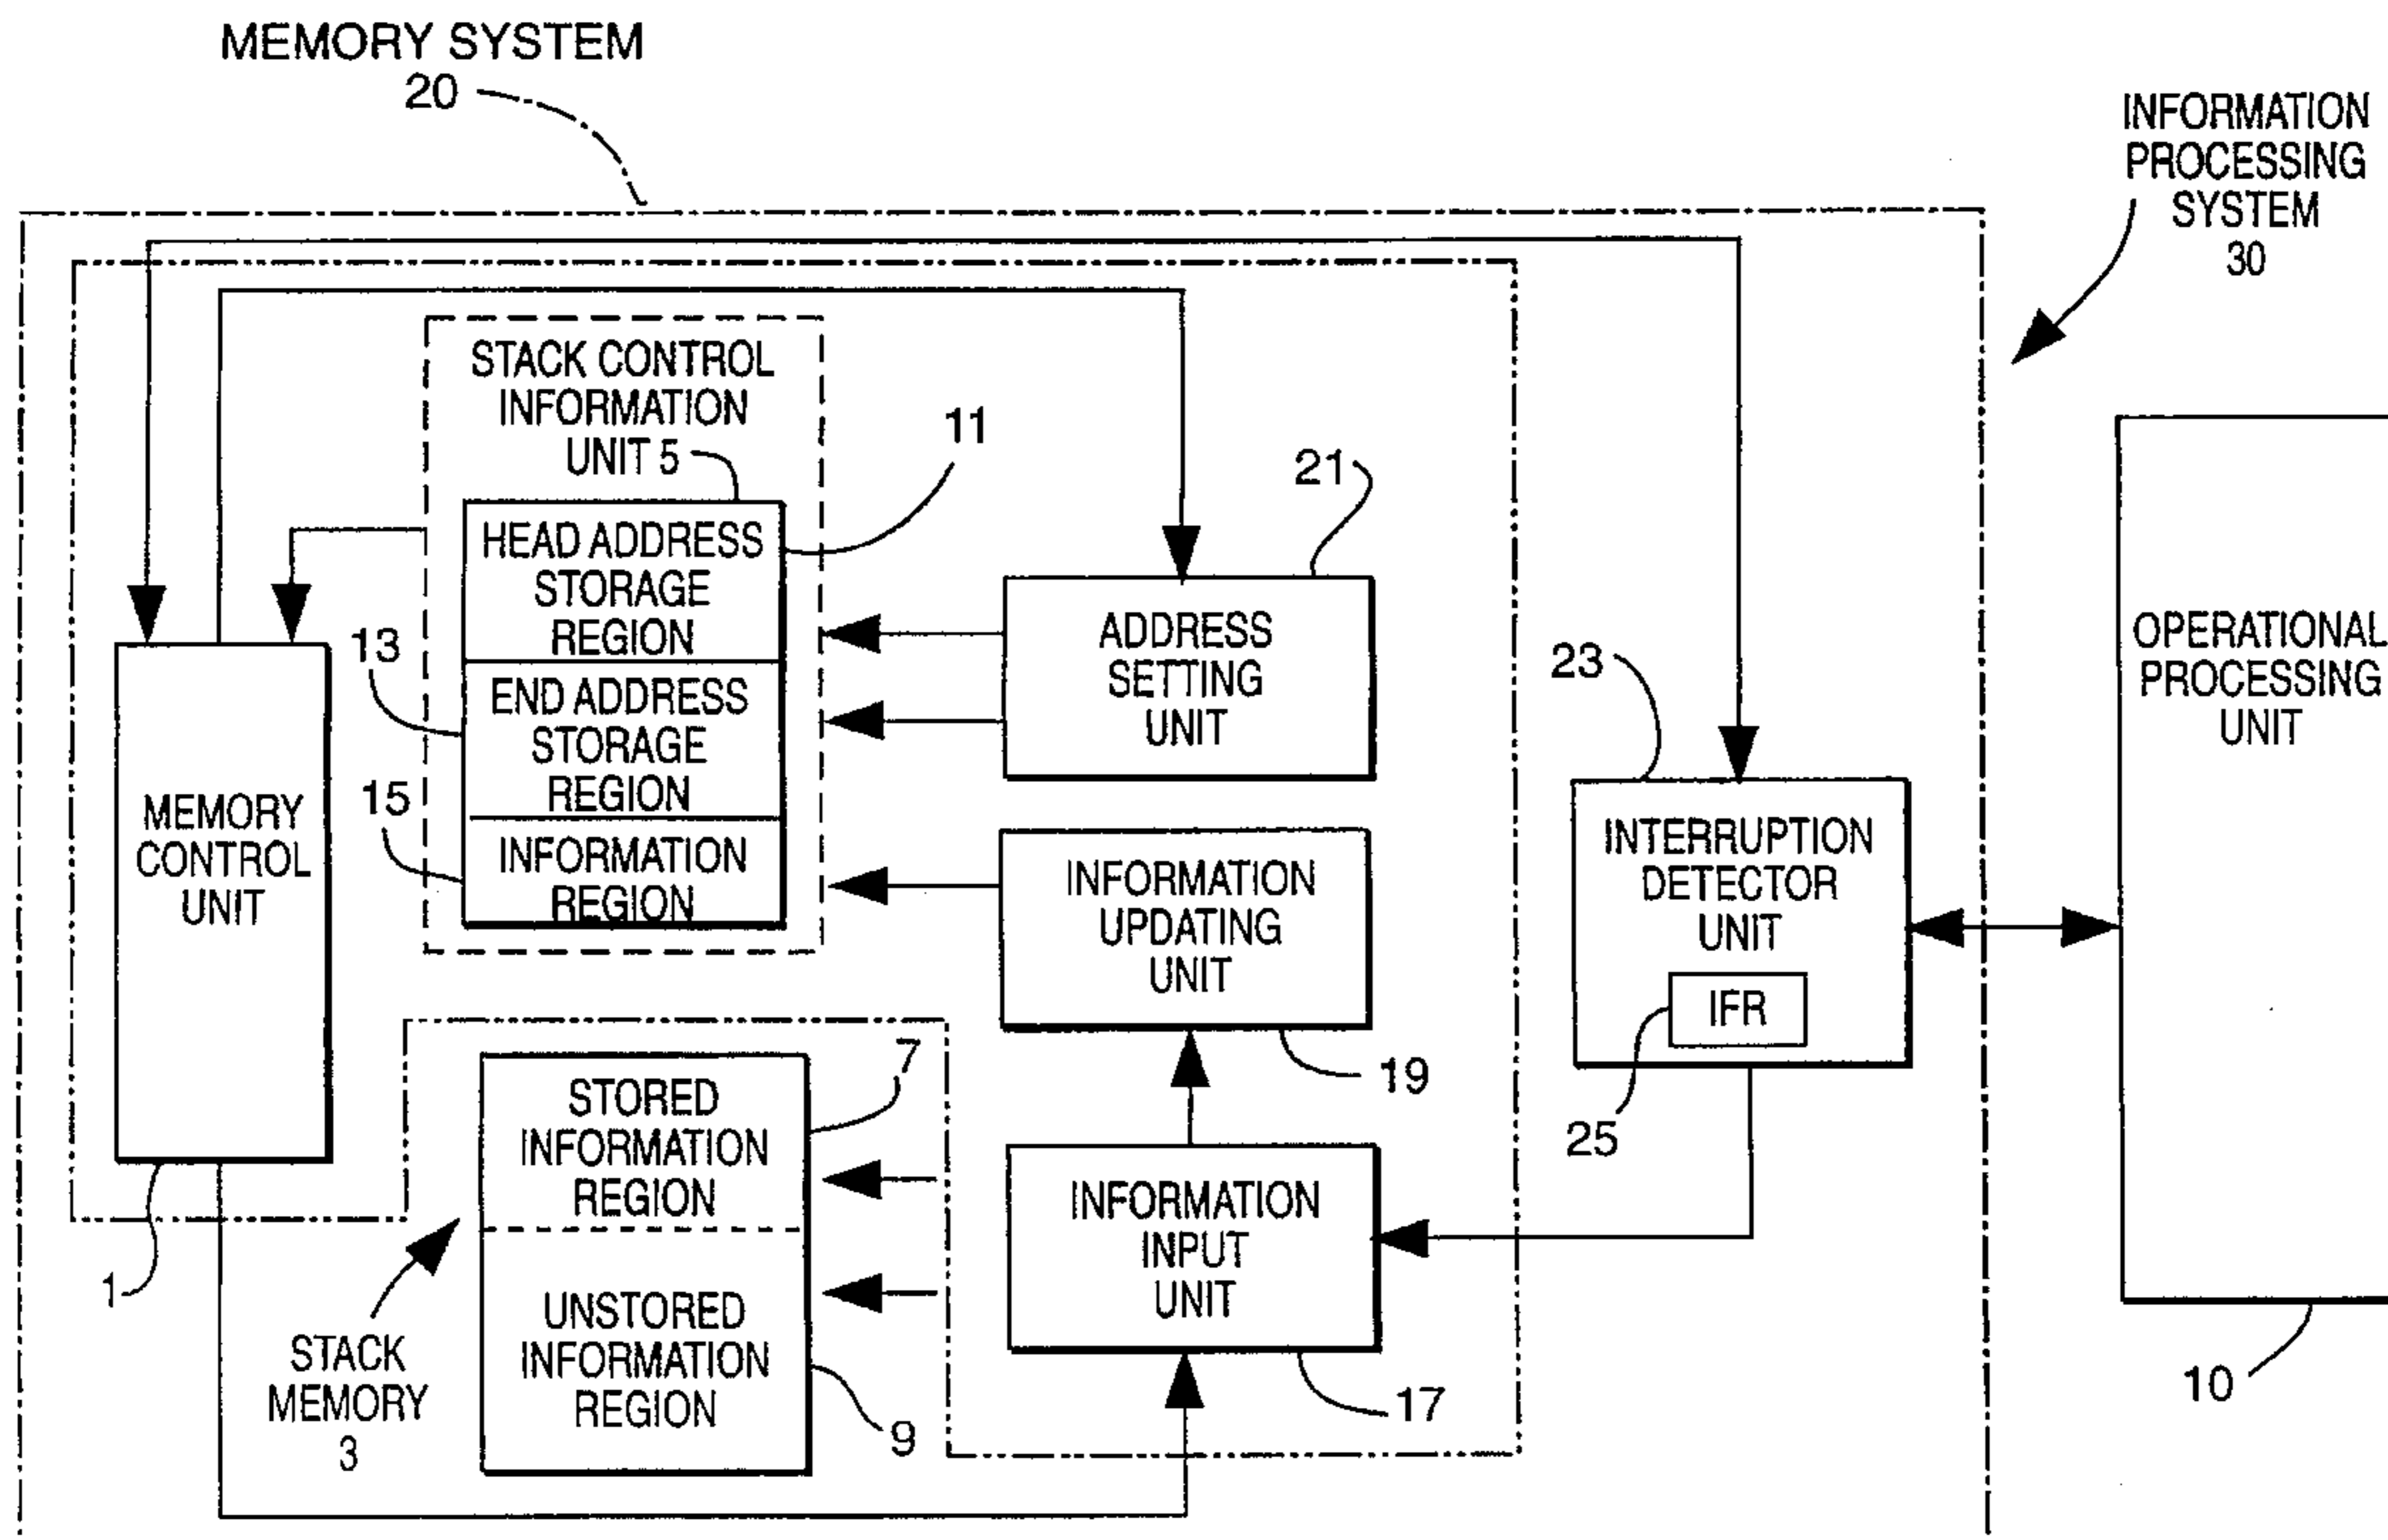 MEMORY SYSTEM
20
INFORMATION
PROCESSING
SYSTEM
30
STACK CONTROL
INFORMATION
UNIT 5
11
21
HEAD ADDRESS
STORAGE
REGION
13
END ADDRESS
STORAGE
REGION
15
INFORMATION
REGION
ADDRESS
SETTING
UNIT
23
OPERATIONAL
PROCESSING
UNIT
MEMORY
CONTROL
UNIT
INFORMATION
UPDATING
UNIT
INTERRUPTION
DETECTOR
UNIT
IFR
25
19
7
STORED
INFORMATION
REGION
UNSTORED
INFORMATION
REGION
INFORMATION
INPUT
UNIT
1
STACK
MEMORY
3
9
17
10